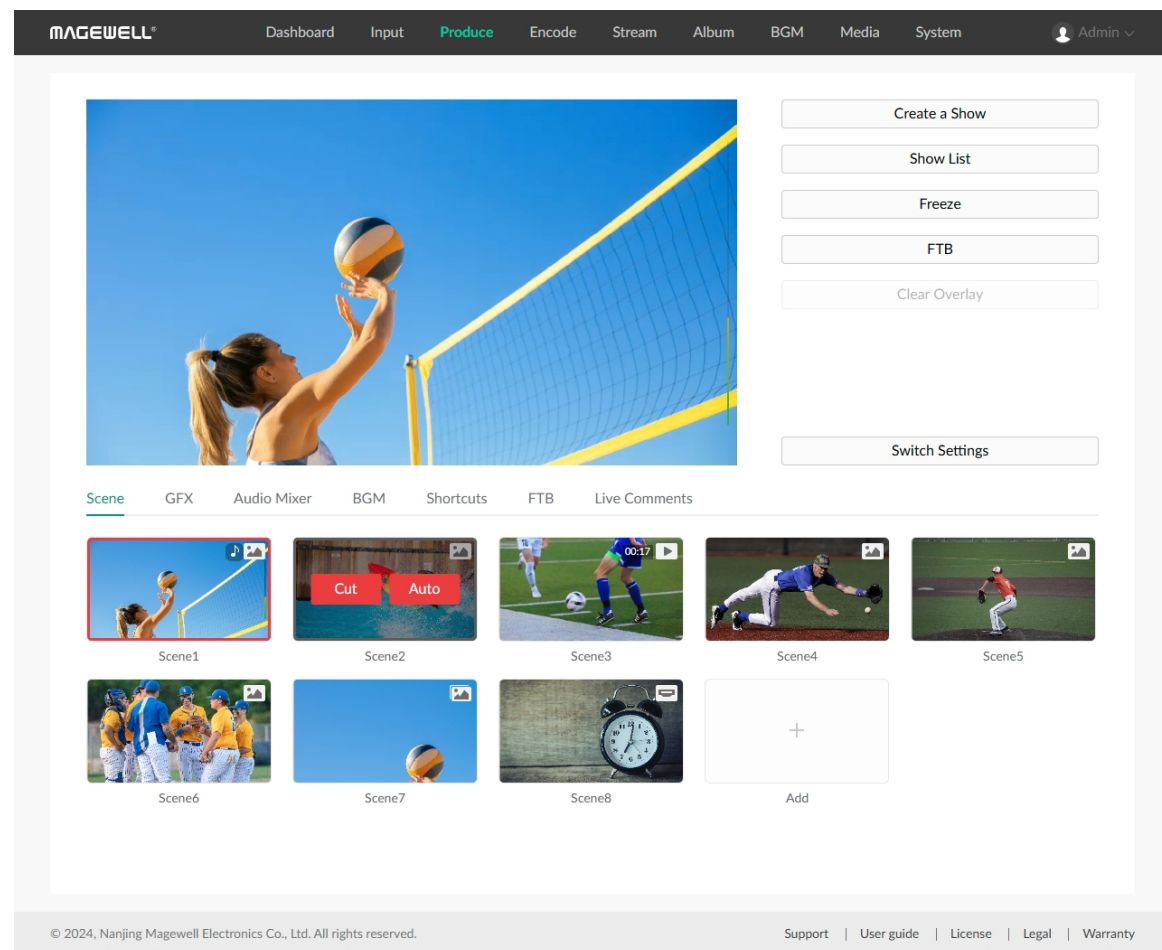 MAGEWELL®
Dashboard Input Produce Encode Stream Album BGM Media System Admin
Create a Show
Show List
Freeze
FTB
Clear Overlay
Switch Settings
Scene GFX Audio Mixer BGM Shortcuts FTB Live Comments
Cut Auto
00:17
Scene1 Scene2 Scene3 Scene4 Scene5
Scene6 Scene7 Scene8 Add
© 2024, Nanjing Magewell Electronics Co., Ltd. All rights reserved.
Support | User guide | License | Legal | Warranty